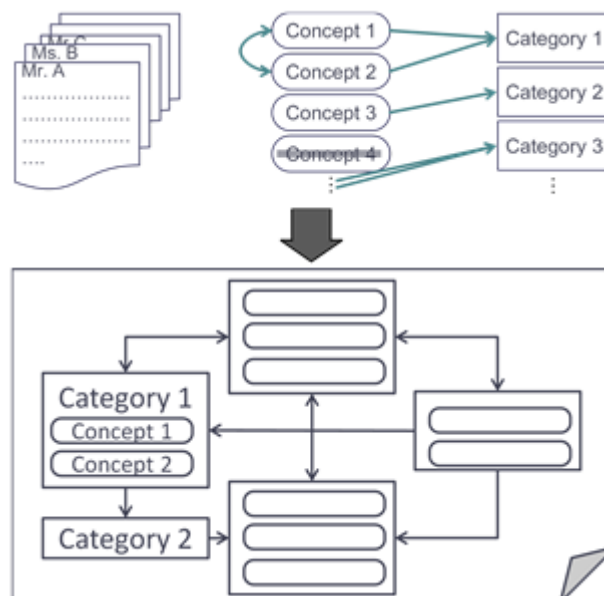 Mr. C
Ms. B
Mr. A
Concept 1
Concept 2
Concept 3
Concept 4
Category 1
Category 2
Category 3
Category 1
Concept 1
Concept 2
Category 2